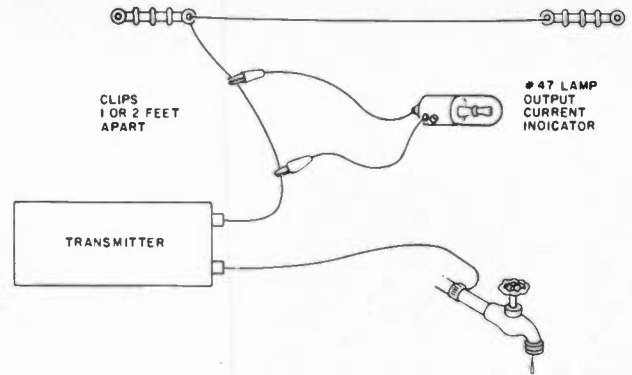 CLIPS
1 OR 2 FEET
APART
#47 LAMP
OUTPUT
CURRENT
INDICATOR
TRANSMITTER